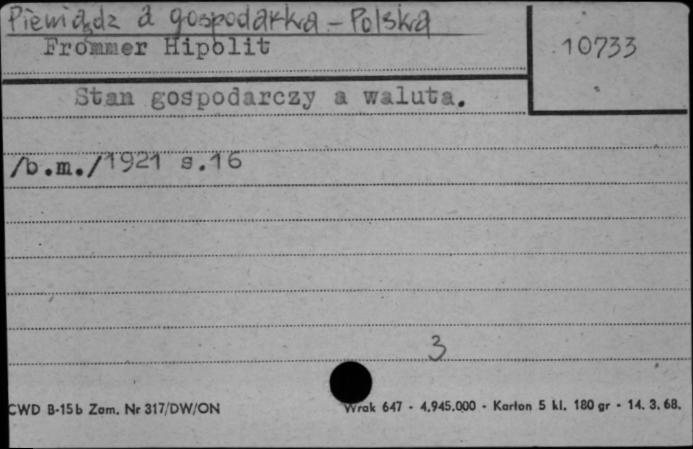 Pieniądz a gospodarka - Polska
Frommer Hipolit
10733
Stan gospodarczy a waluta.
/b.m./1921 s.16
3
CWD B-15b Zam. Nr 317/DW/ON
Wrak 647 - 4.945.000 - Karton 5 kl. 180 gr - 14. 3. 68.